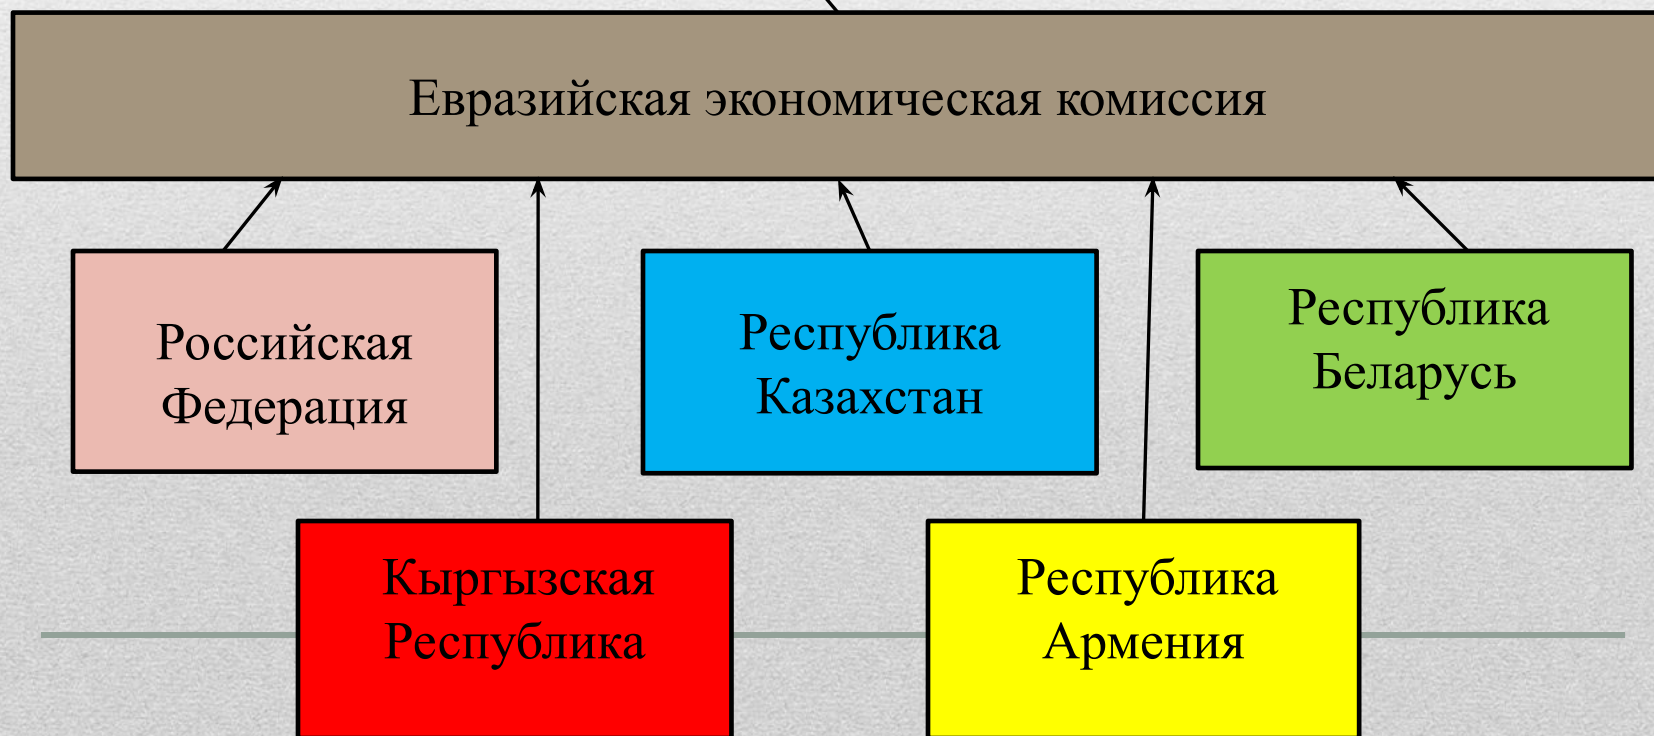 Евразийская экономическая комиссия
Российская
Федерация
Республика
Казахстан
Республика
Беларусь
Кыргызская
Республика
Республика
Армения